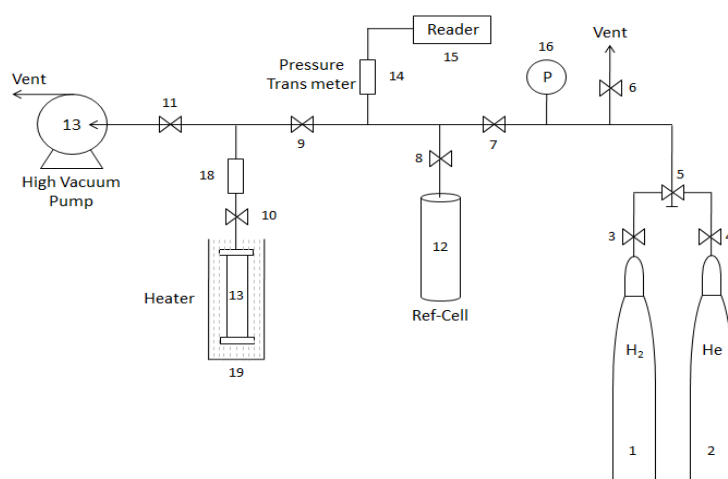 Reader
16
Vent
Pressure
Trans meter
14
15
P
6
Vent
11
13
9
7
8
5
18
10
3
4
High Vacuum
Pump
12
Heater
13
Ref-Cell
H₂
He
19
1
2